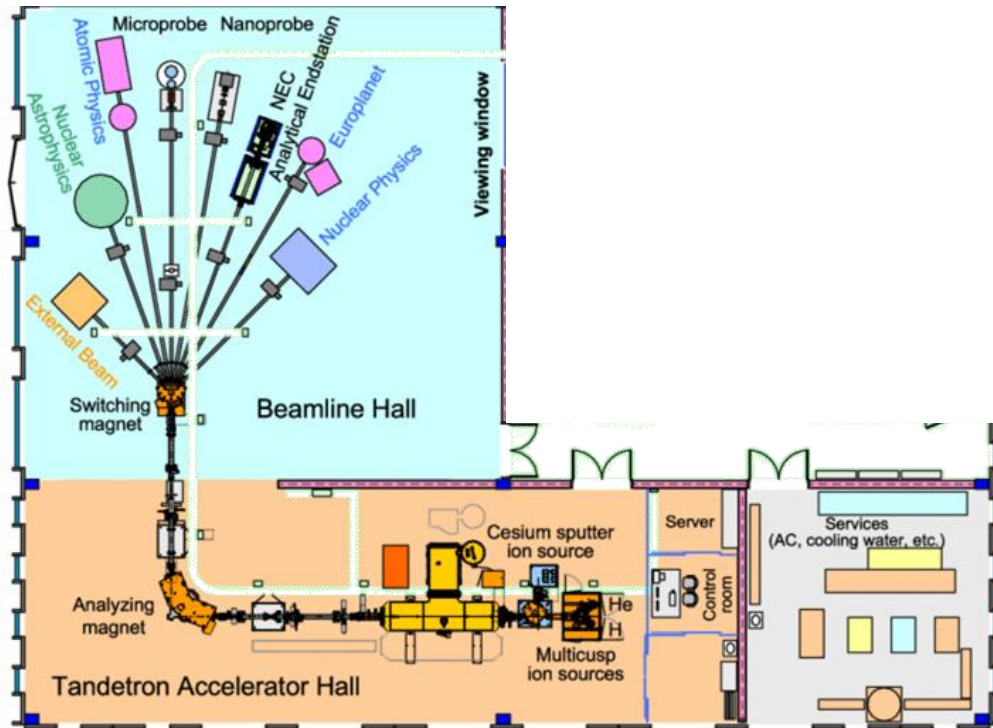 Microprobe Nanoprobe
Atomic Physics
Nuclear
Astrophysics
NEC
Analytical Endstation
Europlanet
Nuclear Physics
Viewing window
External Beam
Switching
magnet
Beamline Hall
Cesium sputter
ion source
Server
Services
(AC, cooling water, etc.)
Control
room
Analyzing
magnet
He
H
Multicusp
ion sources
Tandetron Accelerator Hall